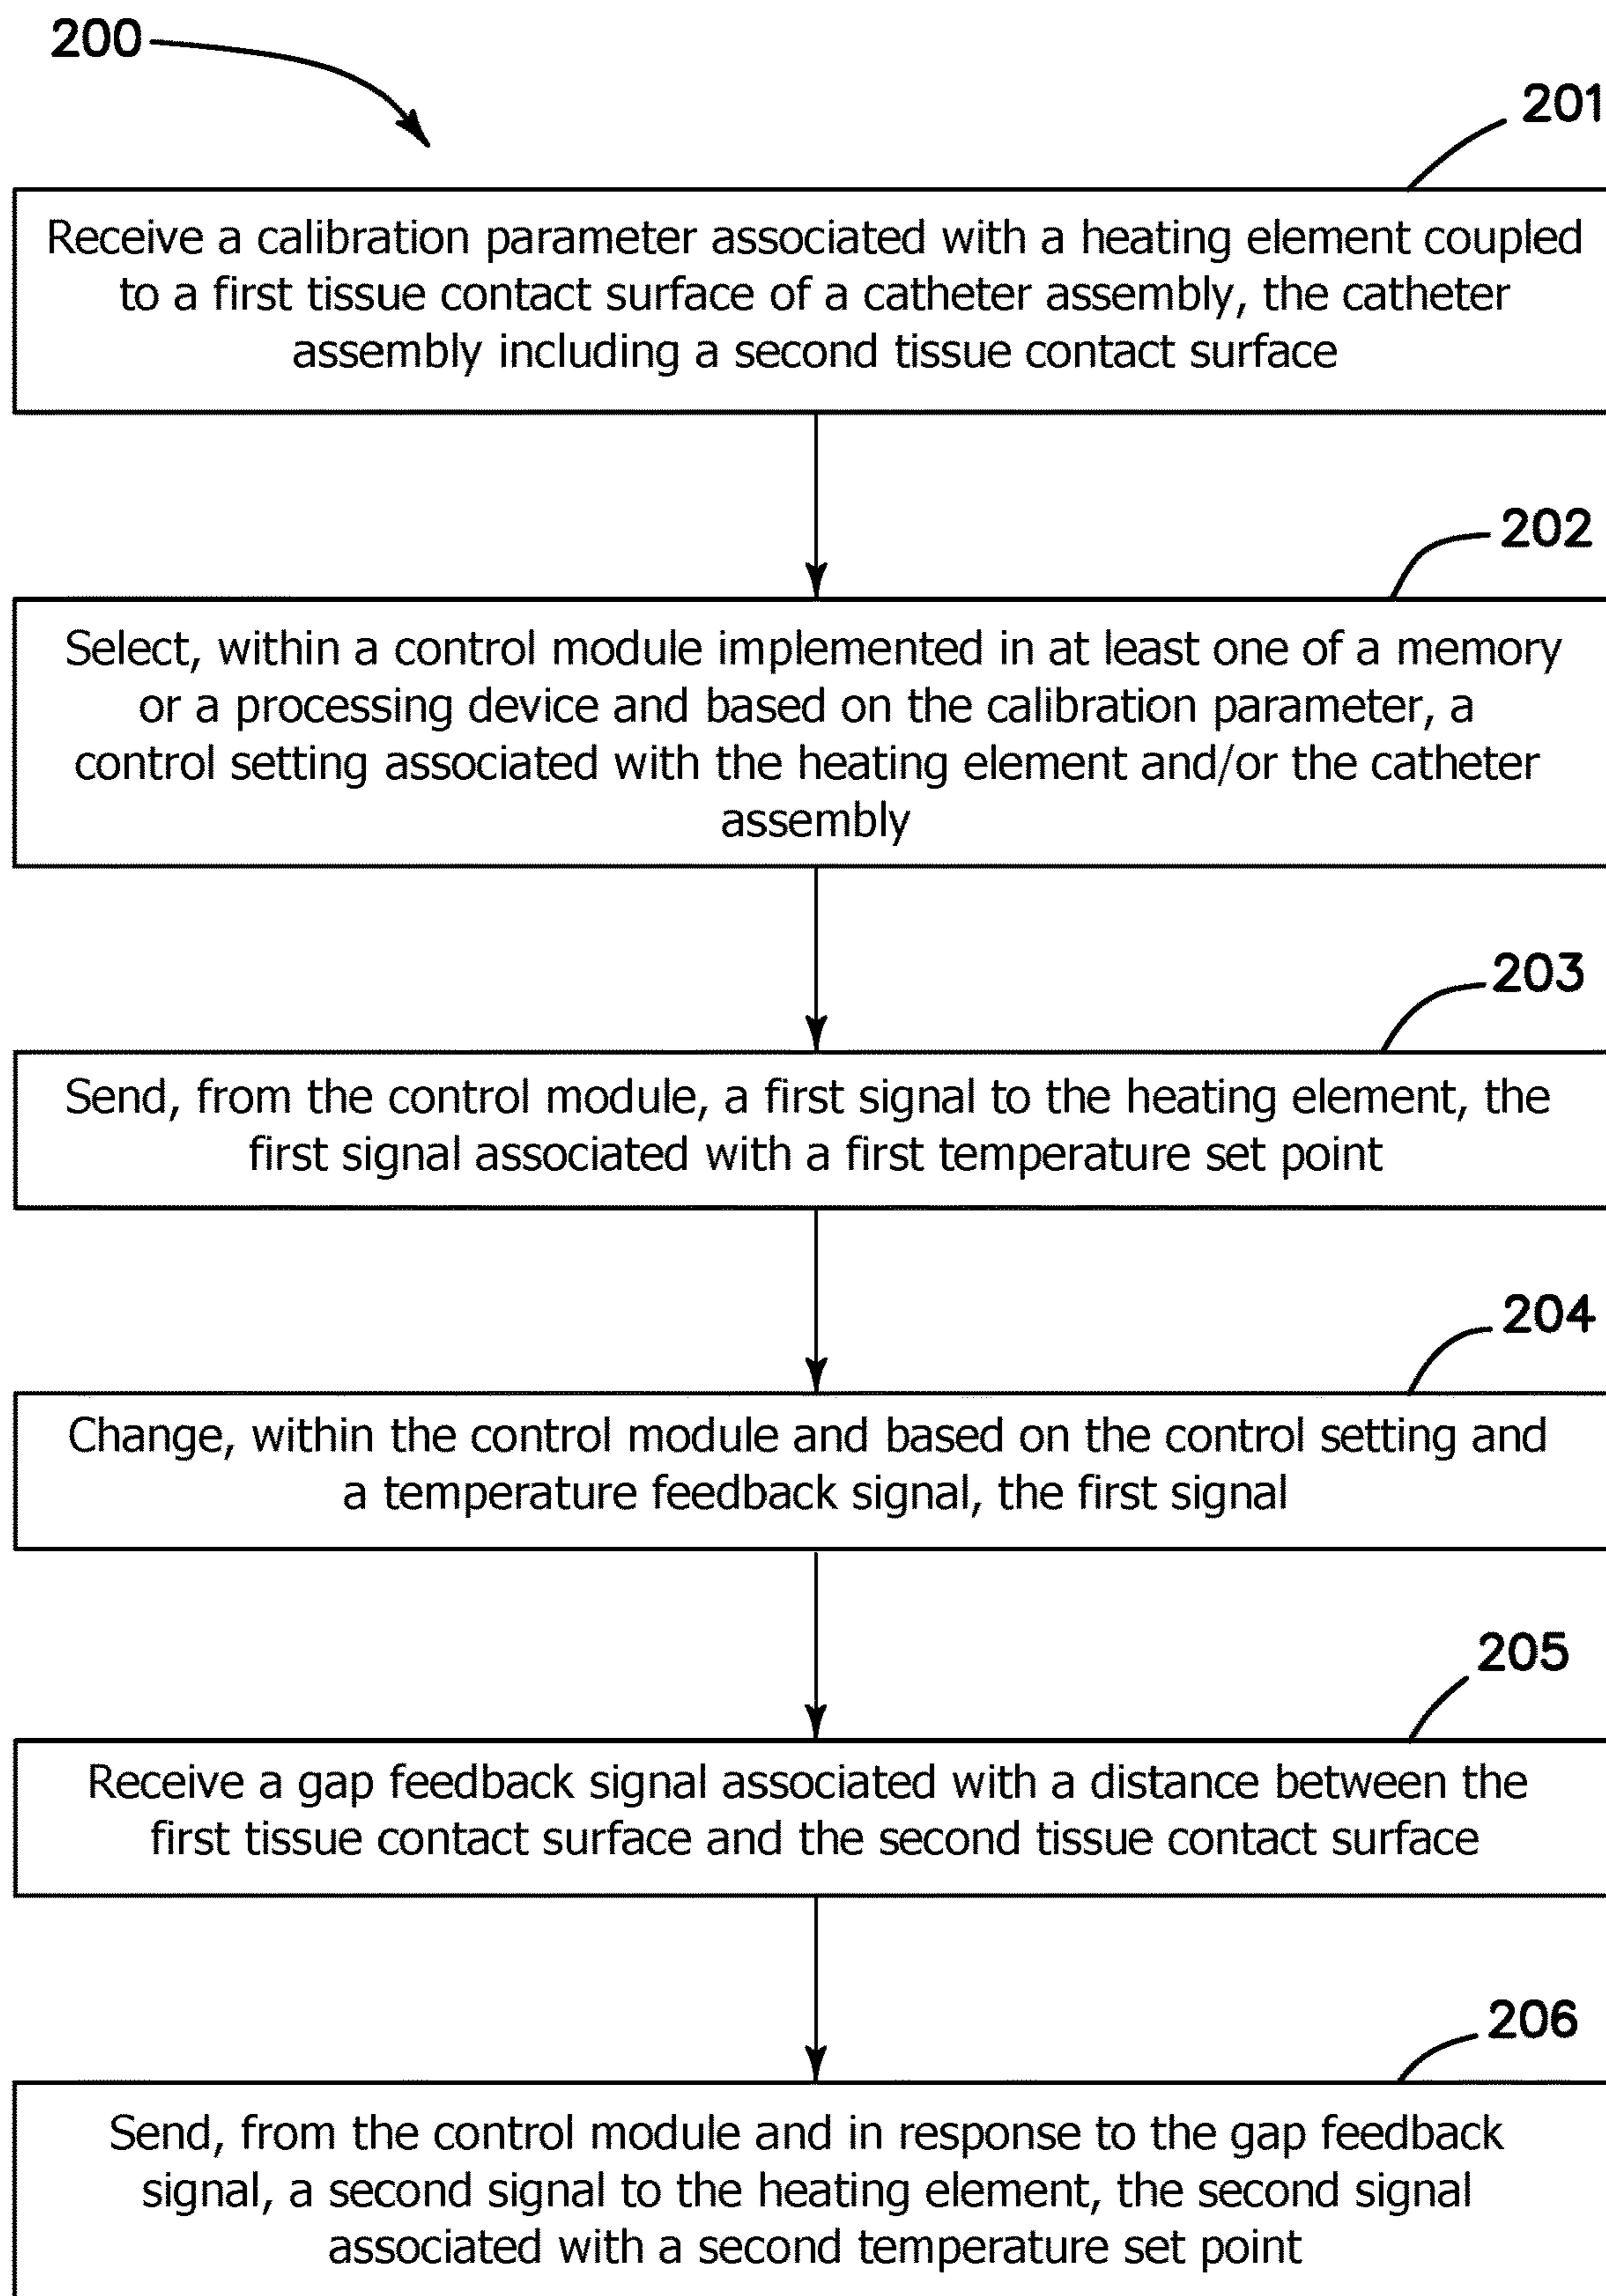 200
201
Receive a calibration parameter associated with a heating element coupled
to a first tissue contact surface of a catheter assembly, the catheter
assembly including a second tissue contact surface
202
Select, within a control module implemented in at least one of a memory
or a processing device and based on the calibration parameter, a
control setting associated with the heating element and/or the catheter
assembly
203
Send, from the control module, a first signal to the heating element, the
first signal associated with a first temperature set point
204
Change, within the control module and based on the control setting and
a temperature feedback signal, the first signal
205
Receive a gap feedback signal associated with a distance between the
first tissue contact surface and the second tissue contact surface
206
Send, from the control module and in response to the gap feedback
signal, a second signal to the heating element, the second signal
associated with a second temperature set point